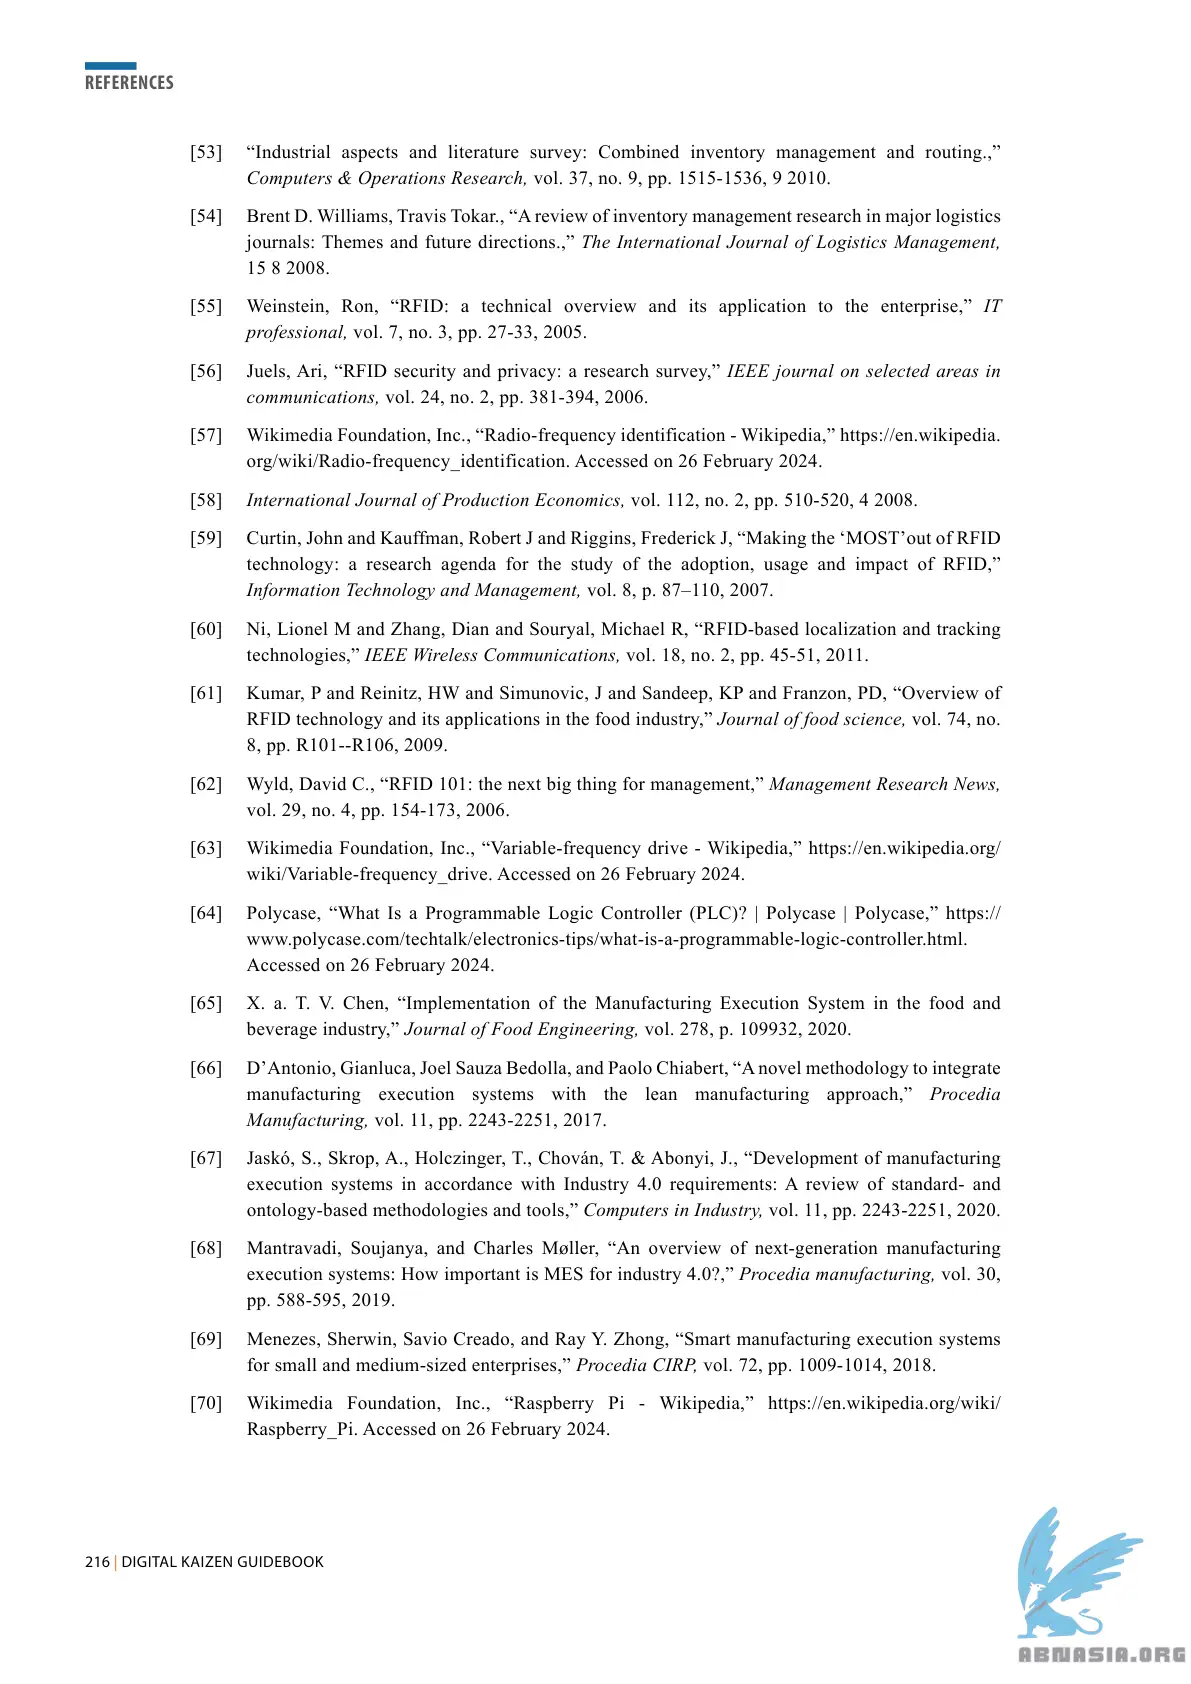 REFERENCES
[53] “Industrial aspects and literature survey: Combined inventory management and routing.,”
Computers & Operations Research, vol. 37, no. 9, pp. 1515-1536, 9 2010.
[54] Brent D. Williams, Travis Tokar., “A review of inventory management research in major logistics
journals: Themes and future directions.,” The International Journal of Logistics Management,
15 8 2008.
[55] Weinstein, Ron, “RFID: a technical overview and its application to the enterprise,” IT
professional, vol. 7, no. 3, pp. 27-33, 2005.
[56] Juels, Ari, “RFID security and privacy: a research survey,” IEEE journal on selected areas in
communications, vol. 24, no. 2, pp. 381-394, 2006.
[57] Wikimedia Foundation, Inc., “Radio-frequency identification - Wikipedia,” https://en.wikipedia.
org/wiki/Radio-frequency_identification. Accessed on 26 February 2024.
[58] International Journal of Production Economics, vol. 112, no. 2, pp. 510-520, 4 2008.
[59] Curtin, John and Kauffman, Robert J and Riggins, Frederick J, “Making the ‘MOST’out of RFID
technology: a research agenda for the study of the adoption, usage and impact of RFID,”
Information Technology and Management, vol. 8, p. 87–110, 2007.
[60] Ni, Lionel M and Zhang, Dian and Souryal, Michael R, “RFID-based localization and tracking
technologies,” IEEE Wireless Communications, vol. 18, no. 2, pp. 45-51, 2011.
[61] Kumar, P and Reinitz, HW and Simunovic, J and Sandeep, KP and Franzon, PD, “Overview of
RFID technology and its applications in the food industry,” Journal of food science, vol. 74, no.
8, pp. R101--R106, 2009.
[62] Wyld, David C., “RFID 101: the next big thing for management,” Management Research News,
vol. 29, no. 4, pp. 154-173, 2006.
[63] Wikimedia Foundation, Inc., “Variable-frequency drive - Wikipedia,” https://en.wikipedia.org/
wiki/Variable-frequency_drive. Accessed on 26 February 2024.
[64] Polycase, “What Is a Programmable Logic Controller (PLC)? | Polycase | Polycase,” https://
www.polycase.com/techtalk/electronics-tips/what-is-a-programmable-logic-controller.html.
Accessed on 26 February 2024.
[65] X. a. T. V. Chen, “Implementation of the Manufacturing Execution System in the food and
beverage industry,” Journal of Food Engineering, vol. 278, p. 109932, 2020.
[66] D’Antonio, Gianluca, Joel Sauza Bedolla, and Paolo Chiabert, “A novel methodology to integrate
manufacturing execution systems with the lean manufacturing approach,” Procedia
Manufacturing, vol. 11, pp. 2243-2251, 2017.
[67] Jaskó, S., Skrop, A., Holczinger, T., Chován, T. & Abonyi, J., “Development of manufacturing
execution systems in accordance with Industry 4.0 requirements: A review of standard- and
ontology-based methodologies and tools,” Computers in Industry, vol. 11, pp. 2243-2251, 2020.
[68] Mantravadi, Soujanya, and Charles Møller, “An overview of next-generation manufacturing
execution systems: How important is MES for industry 4.0?,” Procedia manufacturing, vol. 30,
pp. 588-595, 2019.
[69] Menezes, Sherwin, Savio Creado, and Ray Y. Zhong, “Smart manufacturing execution systems
for small and medium-sized enterprises,” Procedia CIRP, vol. 72, pp. 1009-1014, 2018.
[70] Wikimedia Foundation, Inc., “Raspberry Pi - Wikipedia,” https://en.wikipedia.org/wiki/
Raspberry_Pi. Accessed on 26 February 2024.
216 | DIGITAL KAIZEN GUIDEBOOK
ABNASIA.ORG